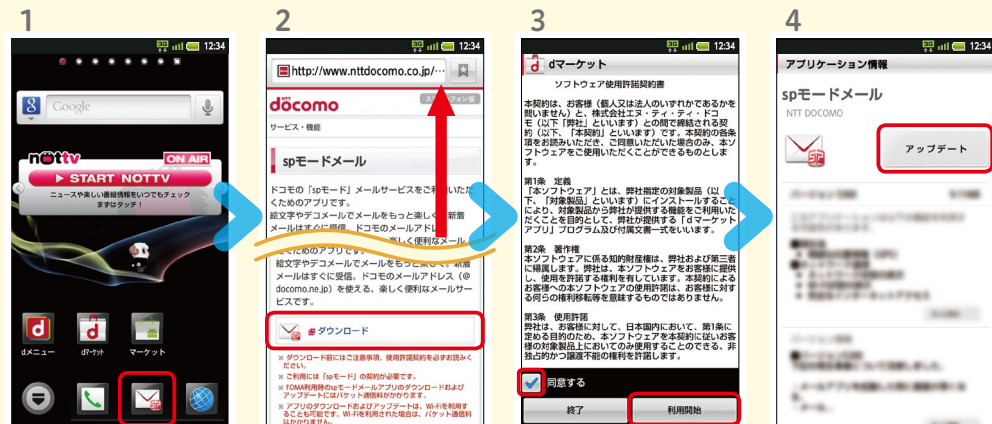 1
3G 12:34
Google
nottv
ON AIR
START NOTTV
ニュースや楽しい番組情報をいつでもチェック
まずはタッチ！
dメニュー
dマーケット
マーケット
2
3G 12:34
http://www.nttdocomo.co.jp/…
NTT
döcomo
サービス・機能
spモードメール
ドコモの「spモード」メールサービスをご利用いただ
くためのアプリです。
絵文字やデコメールでメールをもっと楽しく
新着
メールはすぐに受信。ドコモのメールアドレ
楽しく便利なメール
くためのアプリです。
絵文字やデコメールでメールをもっと楽しく。新着
メールはすぐに受信。ドコモのメールアドレス（@
docomo.ne.jp）を使える、楽しく便利なメールサー
ビスです。
ダウンロード
※ ダウンロード前にはご注意事項、使用許諾契約を必ずお読みく
ださい。
※ ご利用には「spモード」の契約が必要です。
※ FOMA利用時のspモードメールアプリのダウンロードおよび
アップデートにはパケット通信料がかかります。
※ アプリのダウンロードおよびアップデートは、Wi-Fiを利用す
ることも可能です。Wi-Fiを利用された場合は、パケット通信料
はかかりません。
3
3G 12:34
dマーケット
ソフトウェア使用許諾契約書
本契約は、お客様（個人又は法人のいずれかであるかを
問いません）と、株式会社エヌ・ティ・ティ・ドコ
モ（以下「弊社」といいます）との間で締結される契
約（以下、「本契約」といいます）です。本契約の各条
項をお読みいただき、ご同意いただいた場合のみ、本ソ
フトウェアをご使用いただくことができるものとしま
す。
第1条 定義
「本ソフトウェア」とは、弊社指定の対象製品（以
下、「対象製品」といいます）にインストールすること
により、対象製品から弊社が提供する機能をご利用いた
だくことを目的として、弊社が提供する「dマーケット
アプリ」プログラム及び付属文書一式をいいます。
第2条 著作権
本ソフトウェアに係る知的財産権は、弊社および第三者
に帰属します。弊社は、本ソフトウェアをお客様に提供
し、使用を許諾する権利を有しています。本契約による
お客様への本ソフトウェアの使用許諾は、お客様に対す
る何らの権利移転等を意味するものではありません。
第3条 使用許諾
弊社は、お客様に対して、日本国内において、第1条に
定める目的のため、本ソフトウェアを本契約に従いお客
様の対象製品上においてのみ使用することのできる、非
独占的かつ譲渡不能の権利を許諾します。
同意する
終了
利用開始
4
3G 12:34
アプリケーション情報
spモードメール
NTT DOCOMO
アップデート